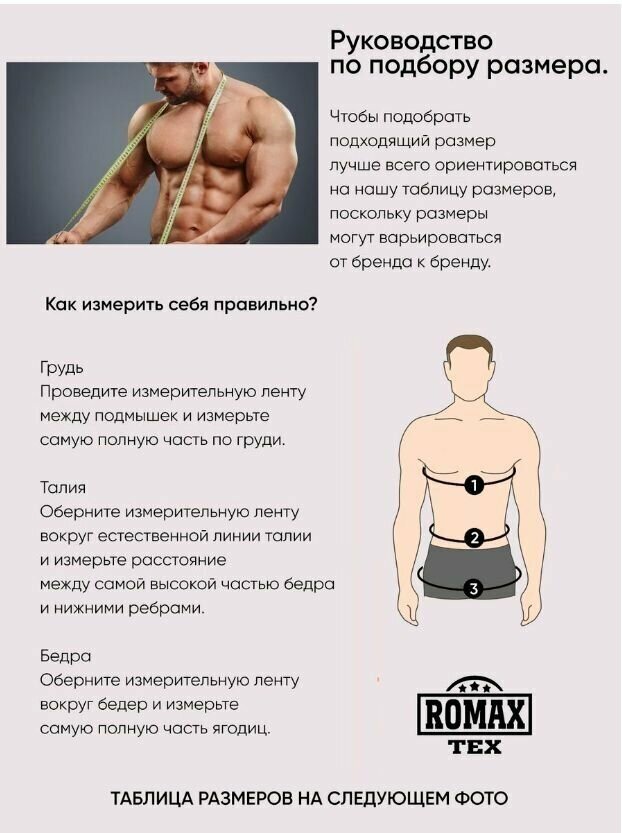 Руководство
по подбору размера.
Чтобы подобрать
подходящий размер
лучше всего ориентироваться
на нашу таблицу размеров,
поскольку размеры
могут варьироваться
от бренда к бренду.
Как измерить себя правильно?
Грудь
Проведите измерительную ленту
между подмышек и измерьте
самую полную часть по груди.
Талия
Оберните измерительную ленту
вокруг естественной линии талии
и измерьте расстояние
между самой высокой частью бедра
и нижними ребрами.
Бедра
Оберните измерительную ленту
вокруг бедер и измерьте
самую полную часть ягодиц.
1
2
3
ROMAX
TEX
ТАБЛИЦА РАЗМЕРОВ НА СЛЕДУЮЩЕМ ФОТО